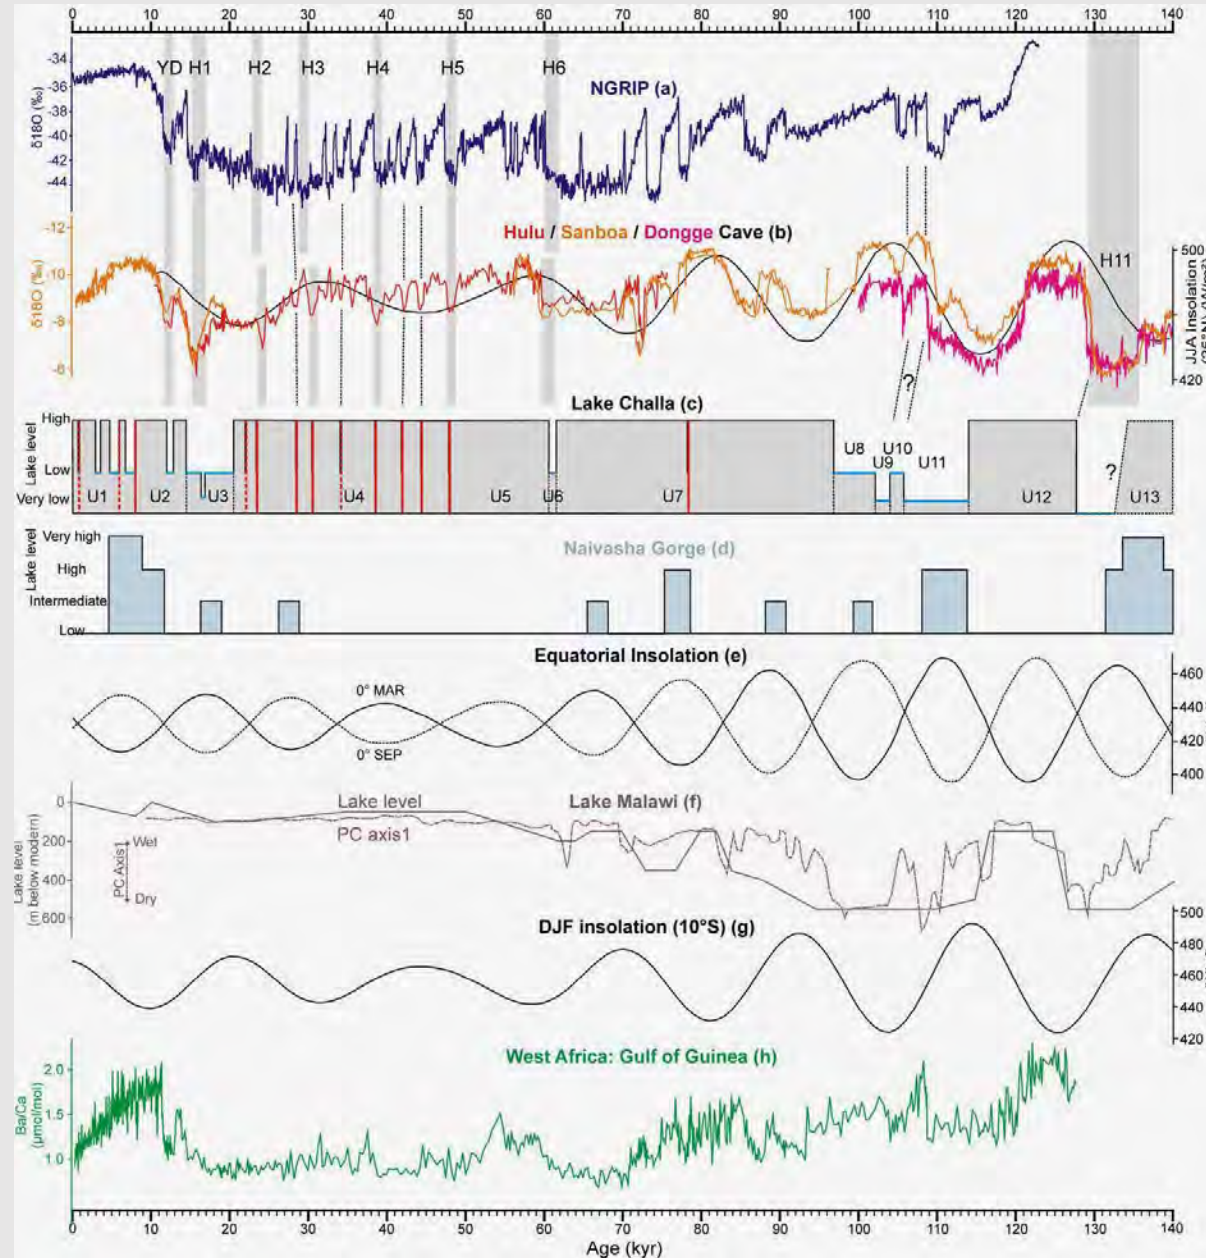 0 10 20 30 40 50 60 70 80 90 100 110 120 130 140
YD H1 H2 H3 H4 H5 H6
NGRIP (a)
δ18O (‰)
-34
-36
-38
-40
-42
-44
Hulu / Sanboa / Dongge Cave (b)
δ18O (‰)
-12
-10
-8
-6
H11
500
420
JJA Insolation
Lake Challa (c)
Lake level
High
Low
Very low
U1 U2 U3 U4 U5 U6 U7 U8 U9 U10 U11 U12 U13
?
?
Naivasha Gorge (d)
Lake level
Very high
High
Intermediate
Low
Equatorial Insolation (e)
0° MAR
0° SEP
460
440
420
400
Lake Malawi (f)
Lake level
PC axis1
Lake level
(m below modern)
0
200
400
600
PC Axis1
Wet
Dry
DJF insolation (10°S) (g)
500
480
460
440
420
West Africa: Gulf of Guinea (h)
Ba/Ca
(µmol/mol)
2.0
1.5
1.0
0 10 20 30 40 50 60 70 80 90 100 110 120 130 140
Age (kyr)